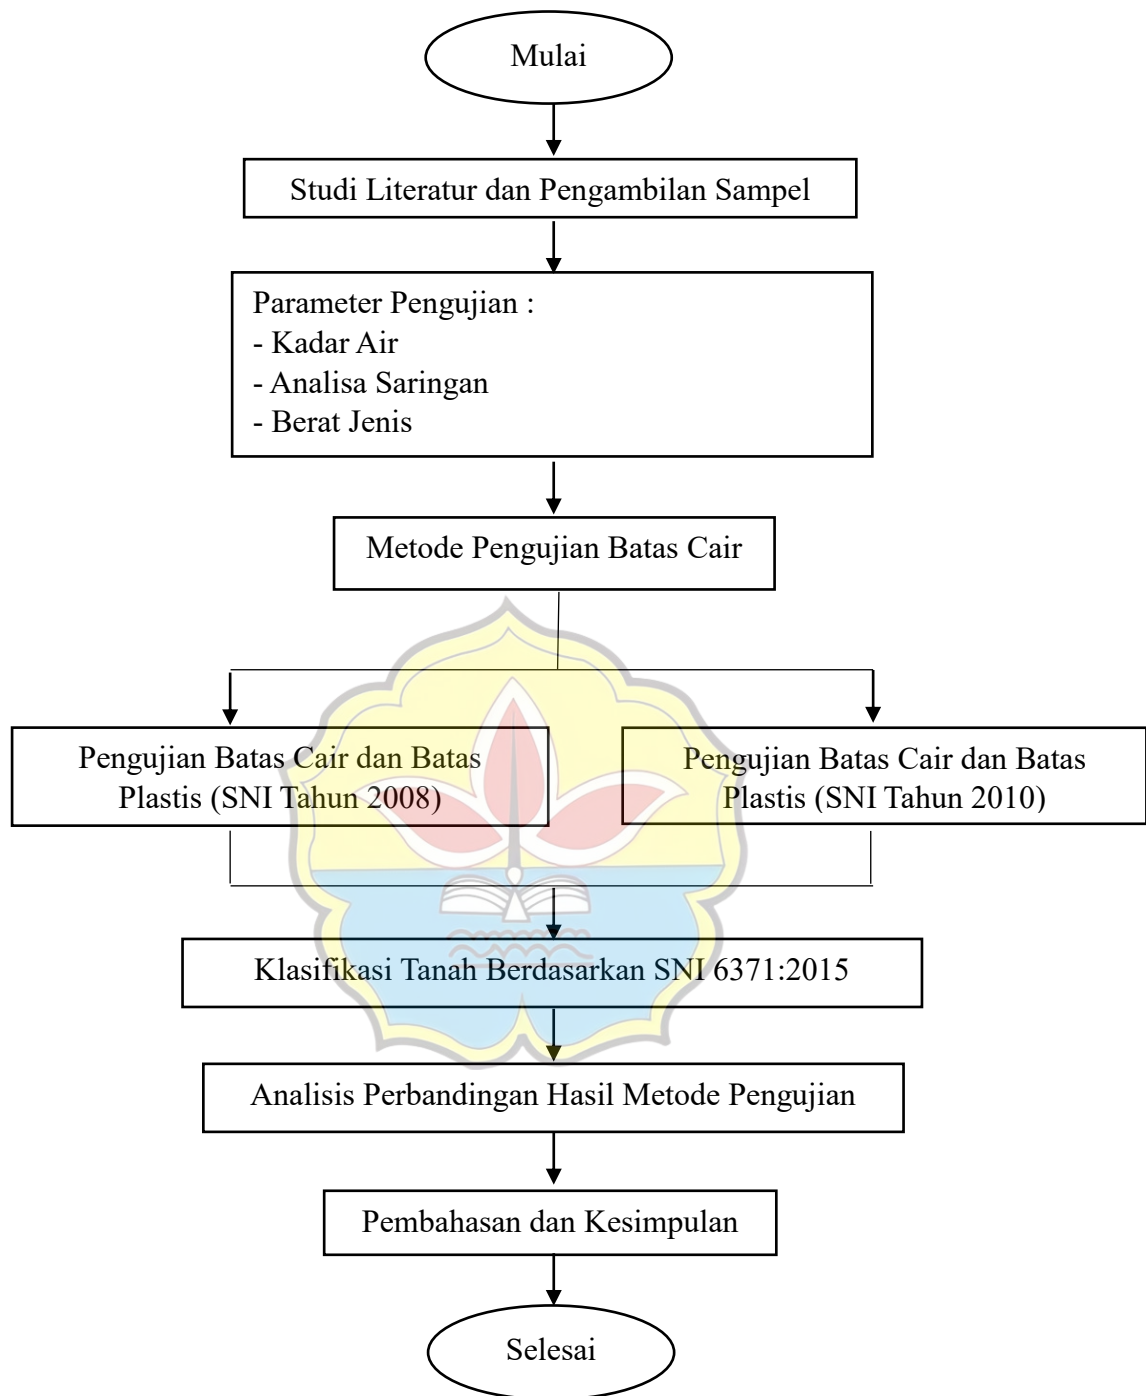 Mulai
Studi Literatur dan Pengambilan Sampel
Parameter Pengujian :
- Kadar Air
- Analisa Saringan
- Berat Jenis
Metode Pengujian Batas Cair
Pengujian Batas Cair dan Batas
Plastis (SNI Tahun 2008)
Pengujian Batas Cair dan Batas
Plastis (SNI Tahun 2010)
Klasifikasi Tanah Berdasarkan SNI 6371:2015
Analisis Perbandingan Hasil Metode Pengujian
Pembahasan dan Kesimpulan
Selesai